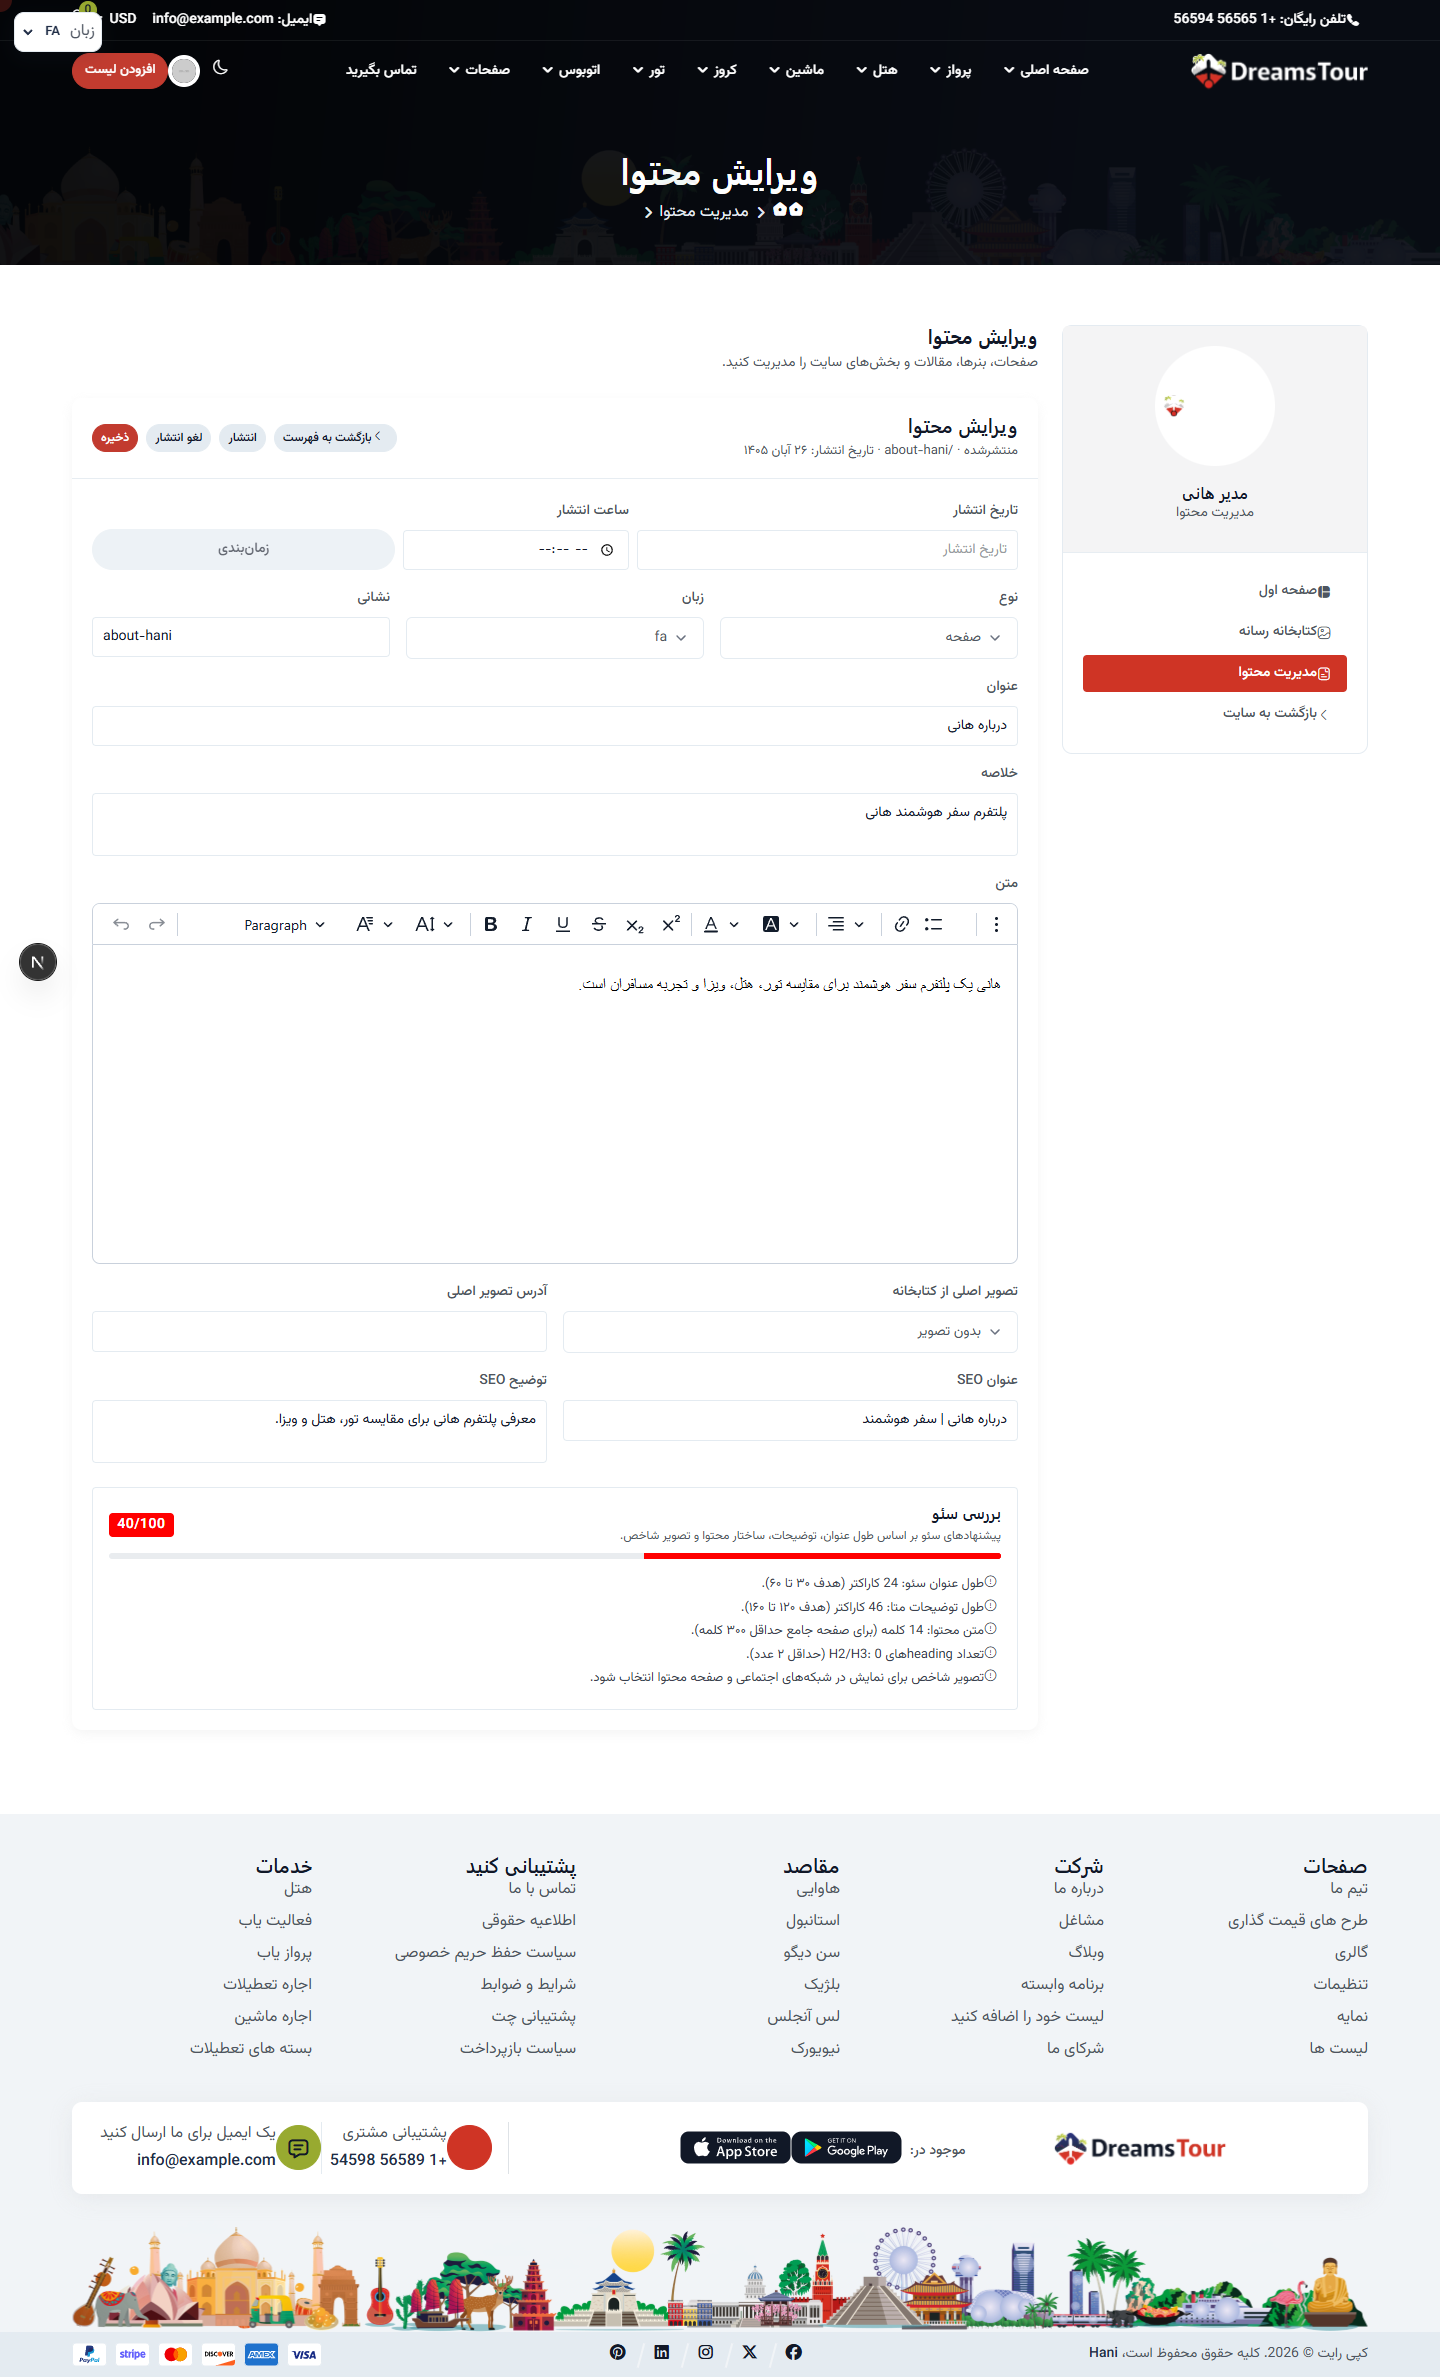 تلفن رایگان: +1 56565 56594
ایمیل: info@example.com
USD
0
زبان FA
DreamsTour
صفحه اصلی
پرواز
هتل
ماشین
کروز
تور
اتوبوس
صفحات
تماس بگیرید
افزودن لیست
ویرایش محتوا
مدیریت محتوا
مدیر هانی
مدیریت محتوا
صفحه اول
کتابخانه رسانه
مدیریت محتوا
بازگشت به سایت
ویرایش محتوا
صفحات، بنرها، مقالات و بخش‌های سایت را مدیریت کنید.
ویرایش محتوا
منتشرشده · /about-hani · تاریخ انتشار: ۲۶ آبان ۱۴۰۵
بازگشت به فهرست
انتشار
لغو انتشار
ذخیره
تاریخ انتشار
ساعت انتشار
تاریخ انتشار
--:-- --
زمان‌بندی
نوع
زبان
نشانی
صفحه
fa
about-hani
عنوان
درباره هانی
خلاصه
پلتفرم سفر هوشمند هانی
متن
Paragraph
هانی یک پلتفرم سفر هوشمند برای مقایسه تور، هتل، ویزا و تجربه مسافران است.
تصویر اصلی از کتابخانه
آدرس تصویر اصلی
بدون تصویر
عنوان SEO
توضیح SEO
درباره هانی | سفر هوشمند
معرفی پلتفرم هانی برای مقایسه تور، هتل و ویزا.
بررسی سئو
40/100
پیشنهادهای سئو بر اساس طول عنوان، توضیحات، ساختار محتوا و تصویر شاخص.
طول عنوان سئو: 24 کاراکتر (هدف ۳۰ تا ۶۰).
طول توضیحات متا: 46 کاراکتر (هدف ۱۲۰ تا ۱۶۰).
متن محتوا: 14 کلمه (برای صفحه جامع حداقل ۳۰۰ کلمه).
تعداد headingهای H2/H3: 0 (حداقل ۲ عدد).
تصویر شاخص برای نمایش در شبکه‌های اجتماعی و صفحه محتوا انتخاب شود.
صفحات
تیم ما
طرح های قیمت گذاری
گالری
تنظیمات
نمایه
لیست ها
شرکت
درباره ما
مشاغل
وبلاگ
برنامه وابسته
لیست خود را اضافه کنید
شرکای ما
مقاصد
هاوایی
استانبول
سن دیگو
بلژیک
لس آنجلس
نیویورک
پشتیبانی کنید
تماس با ما
اطلاعیه حقوقی
سیاست حفظ حریم خصوصی
شرایط و ضوابط
پشتیبانی چت
سیاست بازپرداخت
خدمات
هتل
فعالیت یاب
پرواز یاب
اجاره تعطیلات
اجاره ماشین
بسته های تعطیلات
DreamsTour
موجود در:
GET IT ON
Google Play
Download on the
App Store
پشتیبانی مشتری
+1 56589 54598
یک ایمیل برای ما ارسال کنید
info@example.com
کپی رایت © 2026. کلیه حقوق محفوظ است، Hani
PayPal
stripe
DISCOVER
AMEX
VISA